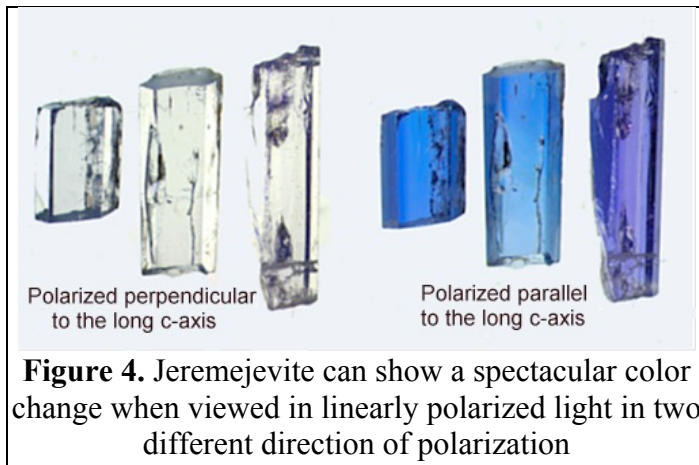 Polarized perpendicular
to the long c-axis
Polarized parallel
to the long c-axis
Figure 4. Jeremejevite can show a spectacular color
change when viewed in linearly polarized light in two
different direction of polarization